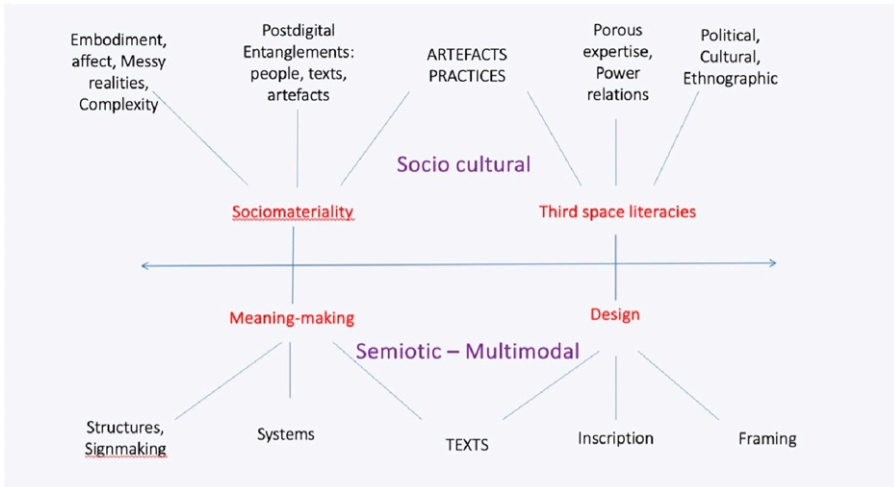 Embodiment,
affect, Messy
realities,
Complexity
Postdigital
Entanglements:
people, texts,
artefacts
ARTEFACTS
PRACTICES
Porous
expertise,
Power
relations
Political,
Cultural,
Ethnographic
Socio cultural
Sociomateriality
Third space literacies
Meaning-making
Design
Semiotic – Multimodal
Structures,
Signmaking
Systems
TEXTS
Inscription
Framing